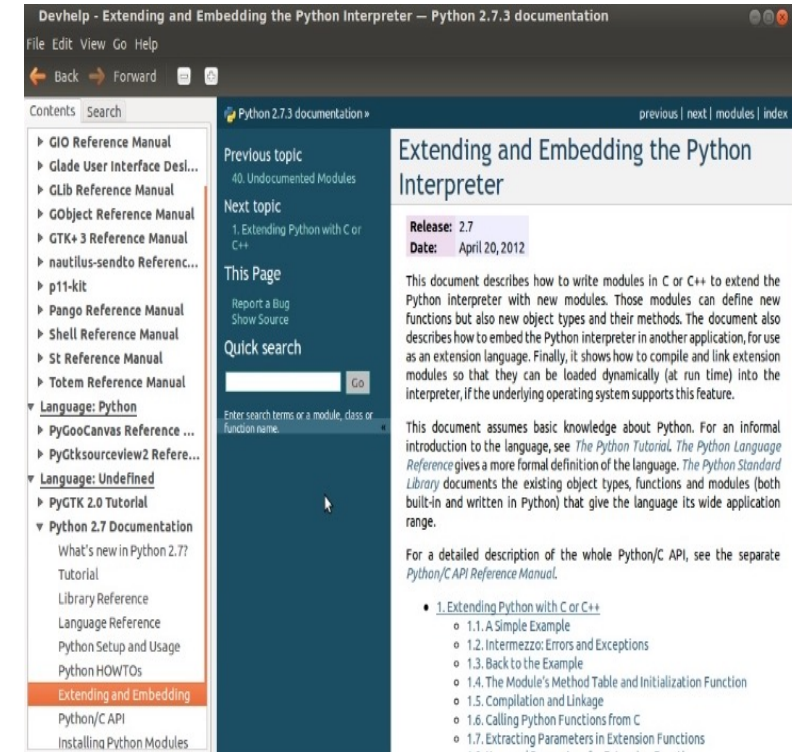 Devhelp - Extending and Embedding the Python Interpreter — Python 2.7.3 documentation
File Edit View Go Help
Back Forward
Contents Search
GIO Reference Manual
Glade User Interface Desi...
GLib Reference Manual
GObject Reference Manual
GTK+ 3 Reference Manual
nautilus-sendto Referenc...
p11-kit
Pango Reference Manual
Shell Reference Manual
St Reference Manual
Totem Reference Manual
Language: Python
PyGooCanvas Reference ...
PyGtksourceview2 Refere...
Language: Undefined
PyGTK 2.0 Tutorial
Python 2.7 Documentation
What's new in Python 2.7?
Tutorial
Library Reference
Language Reference
Python Setup and Usage
Python HOWTOs
Extending and Embedding
Python/C API
Installing Python Modules
Python 2.7.3 documentation »
previous | next | modules | index
Previous topic
40. Undocumented Modules
Next topic
1. Extending Python with C or
C++
This Page
Report a Bug
Show Source
Quick search
Go
Enter search terms or a module, class or
function name.
«
Extending and Embedding the Python
Interpreter
Release: 2.7
Date: April 20, 2012
This document describes how to write modules in C or C++ to extend the
Python interpreter with new modules. Those modules can define new
functions but also new object types and their methods. The document also
describes how to embed the Python interpreter in another application, for use
as an extension language. Finally, it shows how to compile and link extension
modules so that they can be loaded dynamically (at run time) into the
interpreter, if the underlying operating system supports this feature.
This document assumes basic knowledge about Python. For an informal
introduction to the language, see The Python Tutorial. The Python Language
Reference gives a more formal definition of the language. The Python Standard
Library documents the existing object types, functions and modules (both
built-in and written in Python) that give the language its wide application
range.
For a detailed description of the whole Python/C API, see the separate
Python/C API Reference Manual.
• 1. Extending Python with C or C++
1.1. A Simple Example
1.2. Intermezzo: Errors and Exceptions
1.3. Back to the Example
1.4. The Module's Method Table and Initialization Function
1.5. Compilation and Linkage
1.6. Calling Python Functions from C
1.7. Extracting Parameters in Extension Functions